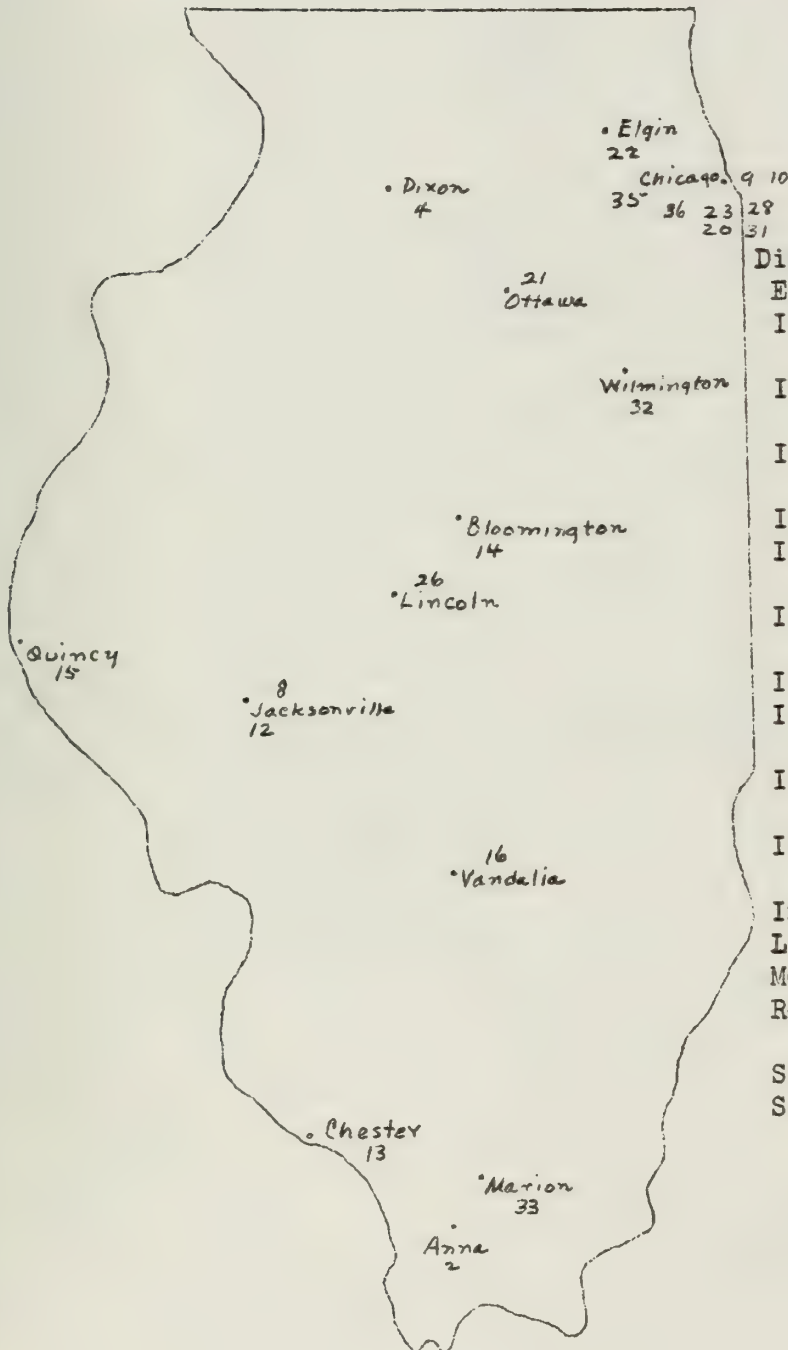 Elgin
22
Chicago 9 10
35 36 23 28
20 31
Dixon
4
21
Ottawa
Wilmington
32
Bloomington
14
26
Lincoln
Quincy
15
8
Jacksonville
12
16
Vandalia
Chester
13
Marion
33
Anna
2
Di
E
I
I
I
I
I
I
I
I
I
I
I
L
M
R
S
S